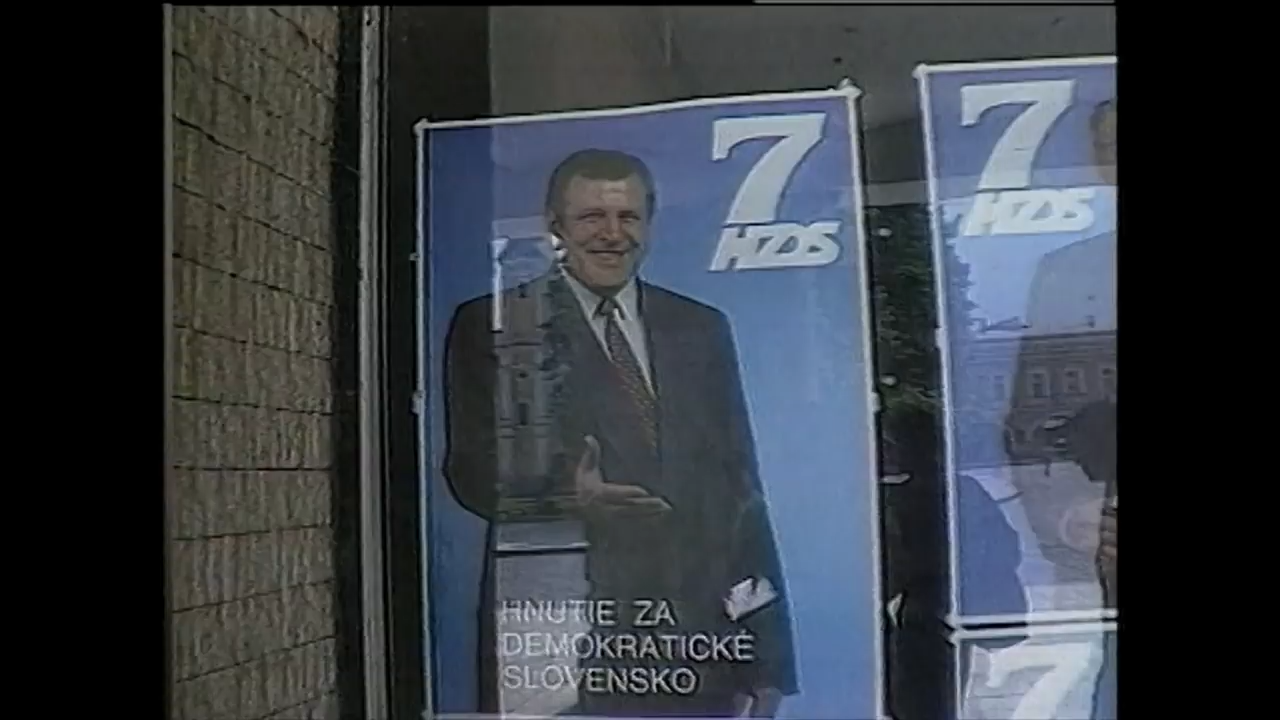 7
HZDS
HNUTIE ZA
DEMOKRATICKÉ
SLOVENSKO
7
HZDS
7